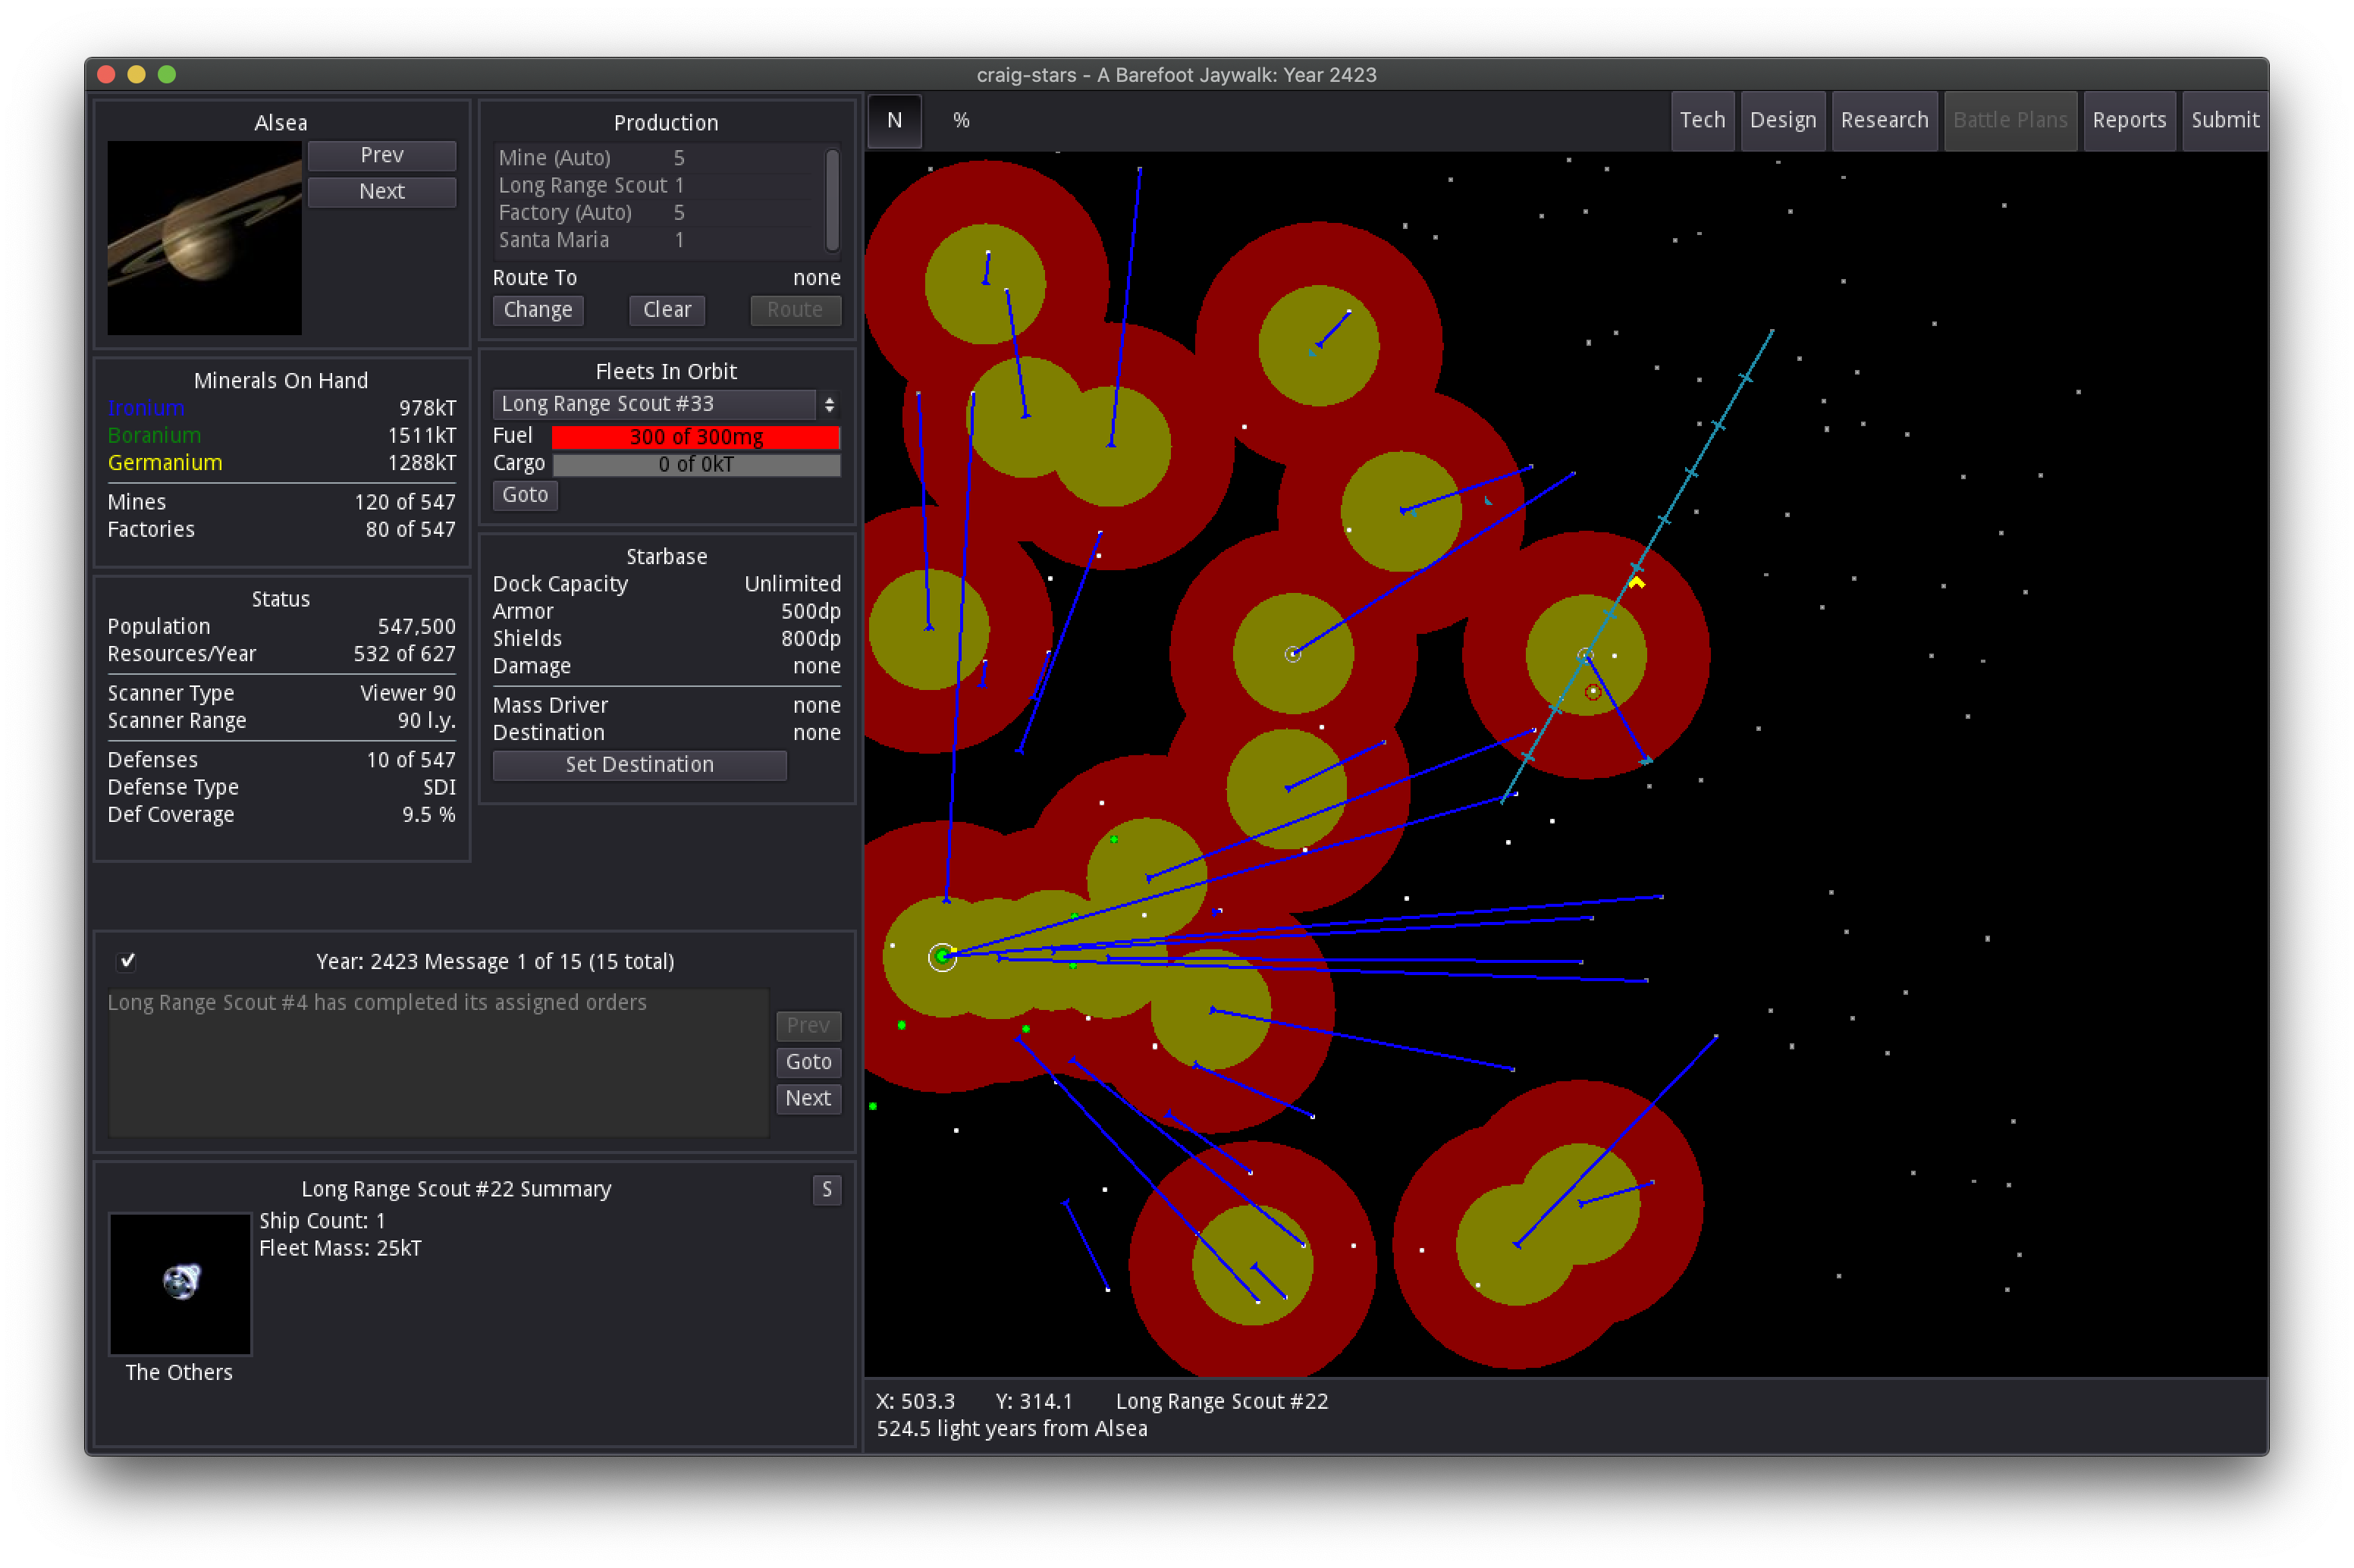 craig-stars - A Barefoot Jaywalk: Year 2423
N %
Tech Design Research Battle Plans Reports Submit
Alsea
Prev
Next
Minerals On Hand
Ironium 978kT
Boranium 1511kT
Germanium 1288kT
Mines 120 of 547
Factories 80 of 547
Status
Population 547,500
Resources/Year 532 of 627
Scanner Type Viewer 90
Scanner Range 90 l.y.
Defenses 10 of 547
Defense Type SDI
Def Coverage 9.5 %
Production
Mine (Auto) 5
Long Range Scout 1
Factory (Auto) 5
Santa Maria 1
Route To none
Change Clear Route
Fleets In Orbit
Long Range Scout #33
Fuel 300 of 300mg
Cargo 0 of 0kT
Goto
Starbase
Dock Capacity Unlimited
Armor 500dp
Shields 800dp
Damage none
Mass Driver none
Destination none
Set Destination
Year: 2423 Message 1 of 15 (15 total)
Long Range Scout #4 has completed its assigned orders
Prev
Goto
Next
Long Range Scout #22 Summary S
Ship Count: 1
Fleet Mass: 25kT
The Others
X: 503.3 Y: 314.1 Long Range Scout #22
524.5 light years from Alsea